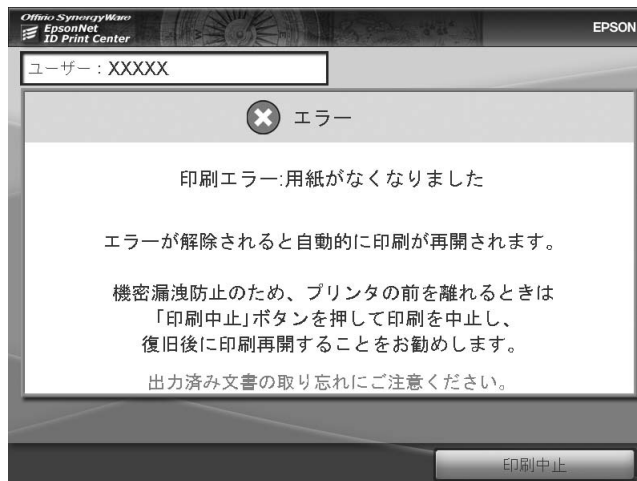 Offirio SynergyWare
EpsonNet
ID Print Center
EPSON
ユーザー：XXXXX
エラー
印刷エラー:用紙がなくなりました
エラーが解除されると自動的に印刷が再開されます。
機密漏洩防止のため、プリンタの前を離れるときは
「印刷中止」ボタンを押して印刷を中止し、
復旧後に印刷再開することをお勧めします。
出力済み文書の取り忘れにご注意ください。
印刷中止